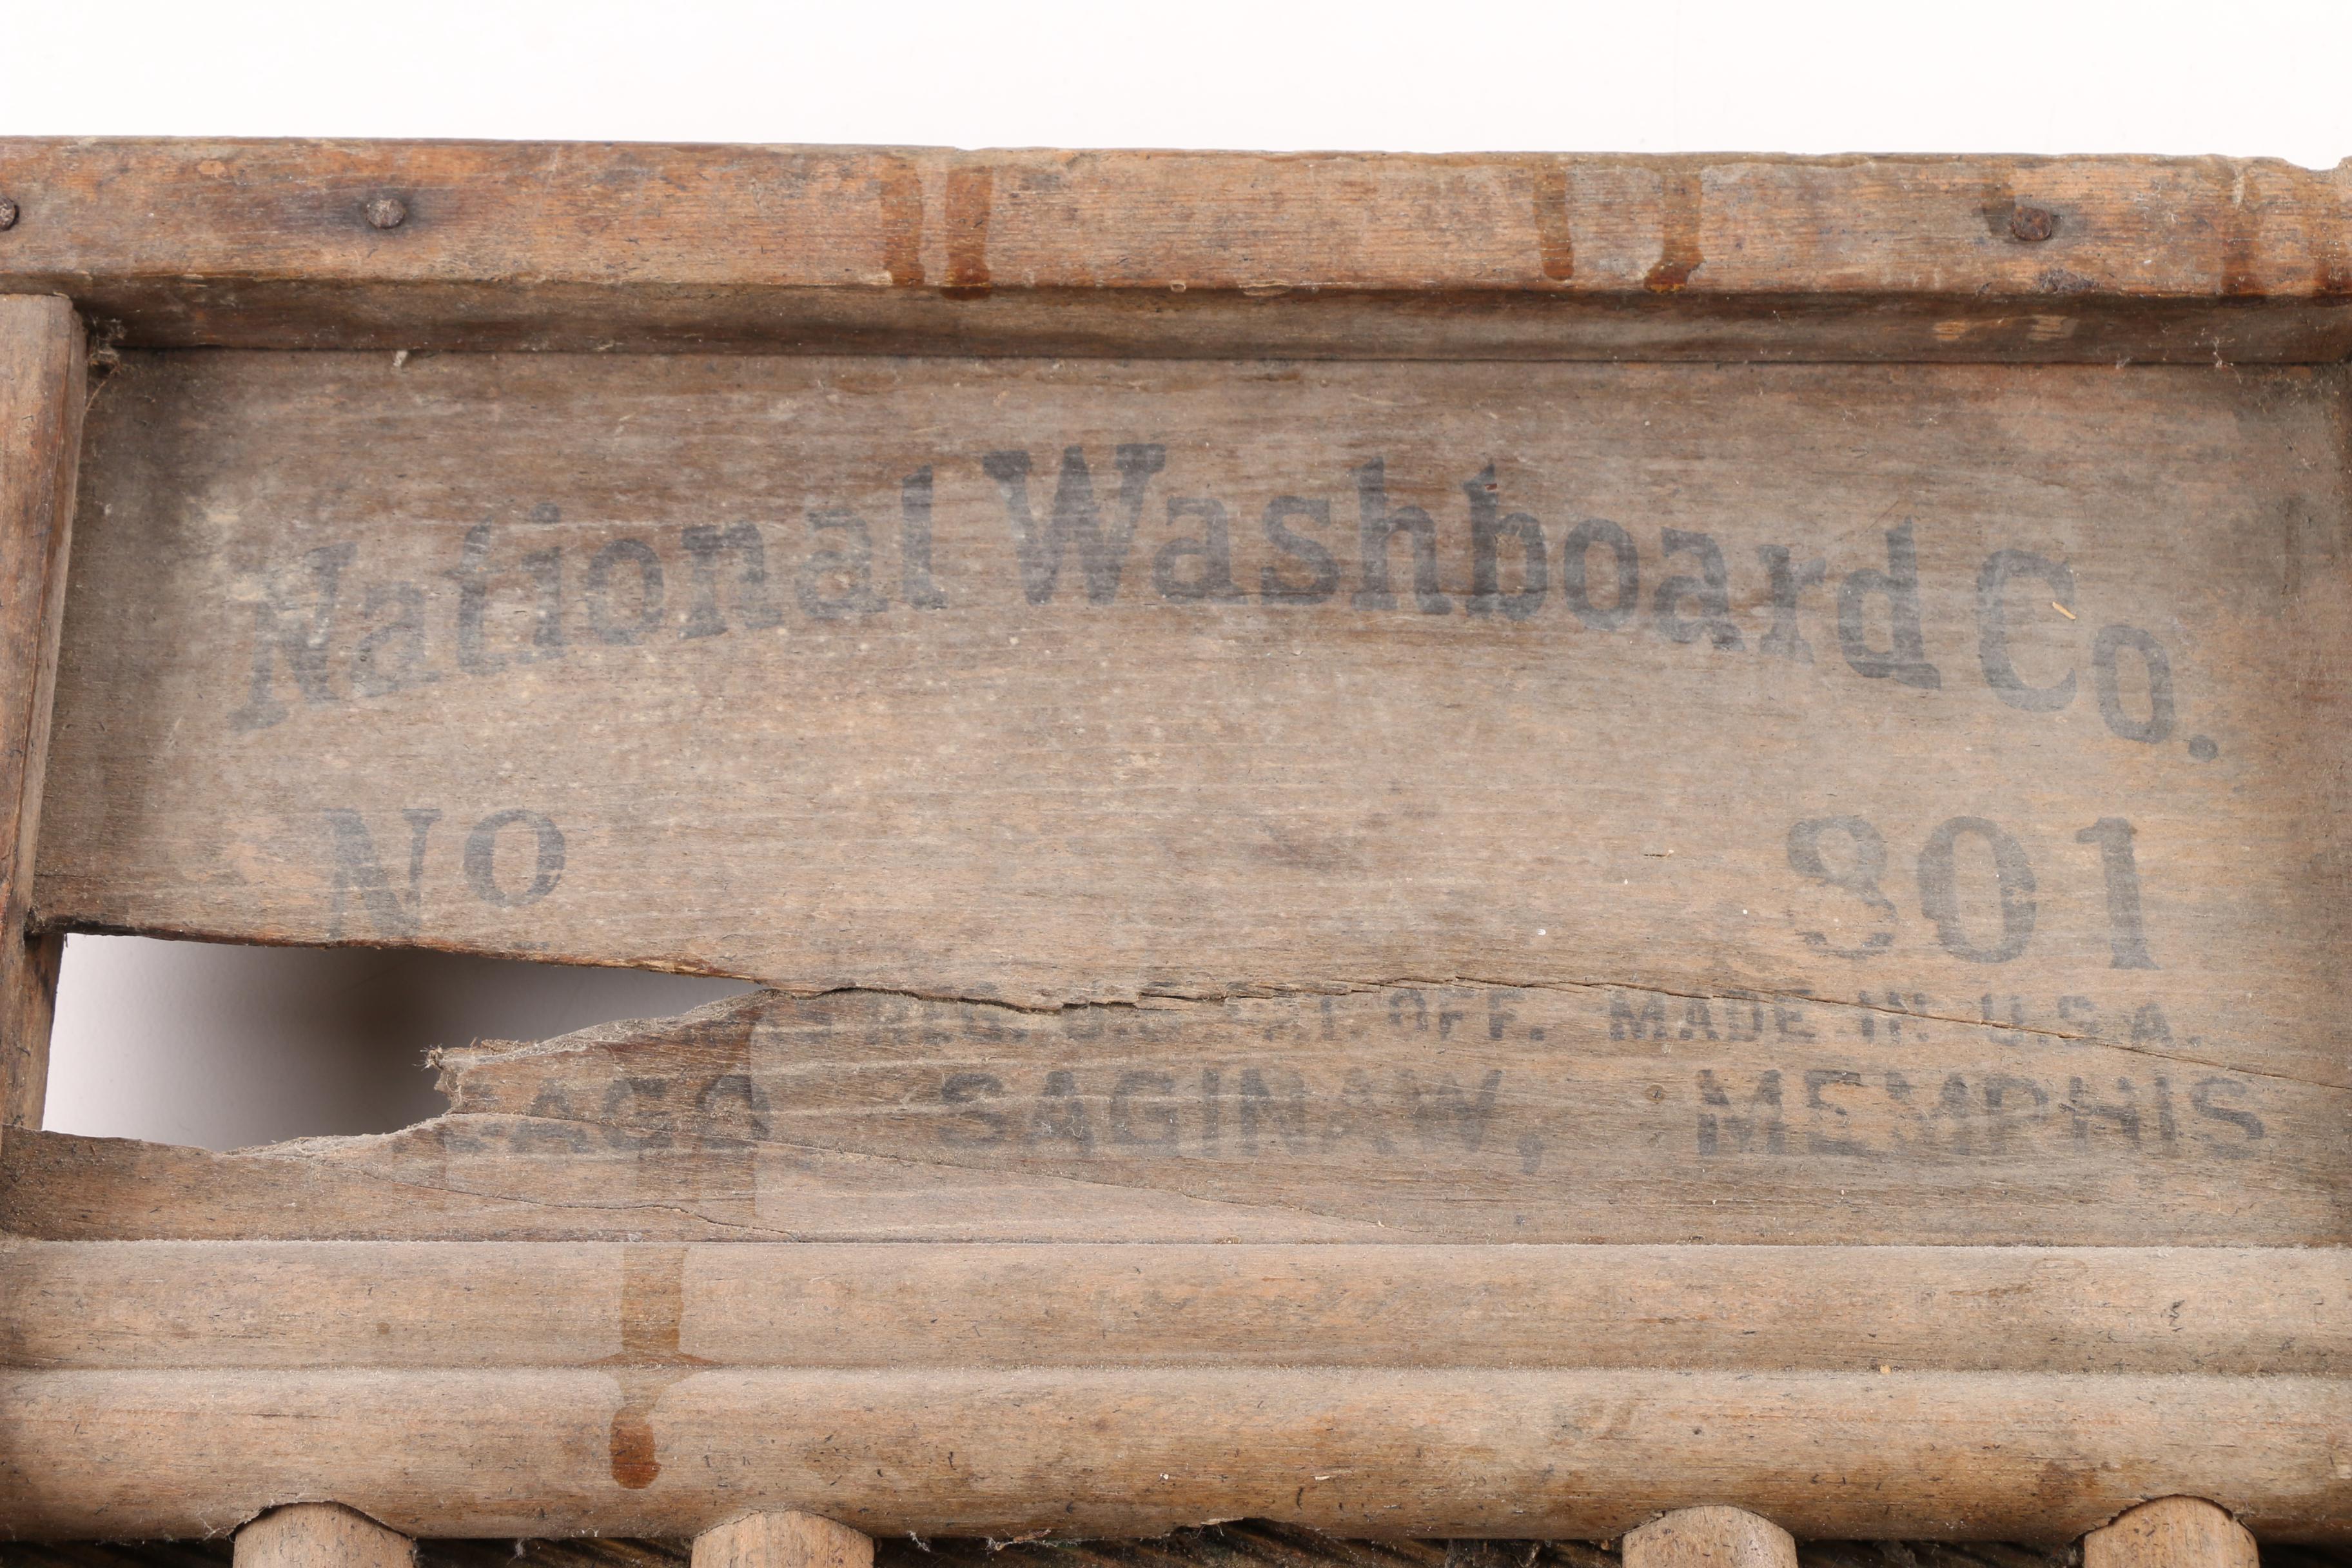 National Washboard Co.
No 801
REG. U.S. PAT. OFF. MADE IN U.S.A.
SAGINAW, MEMPHIS